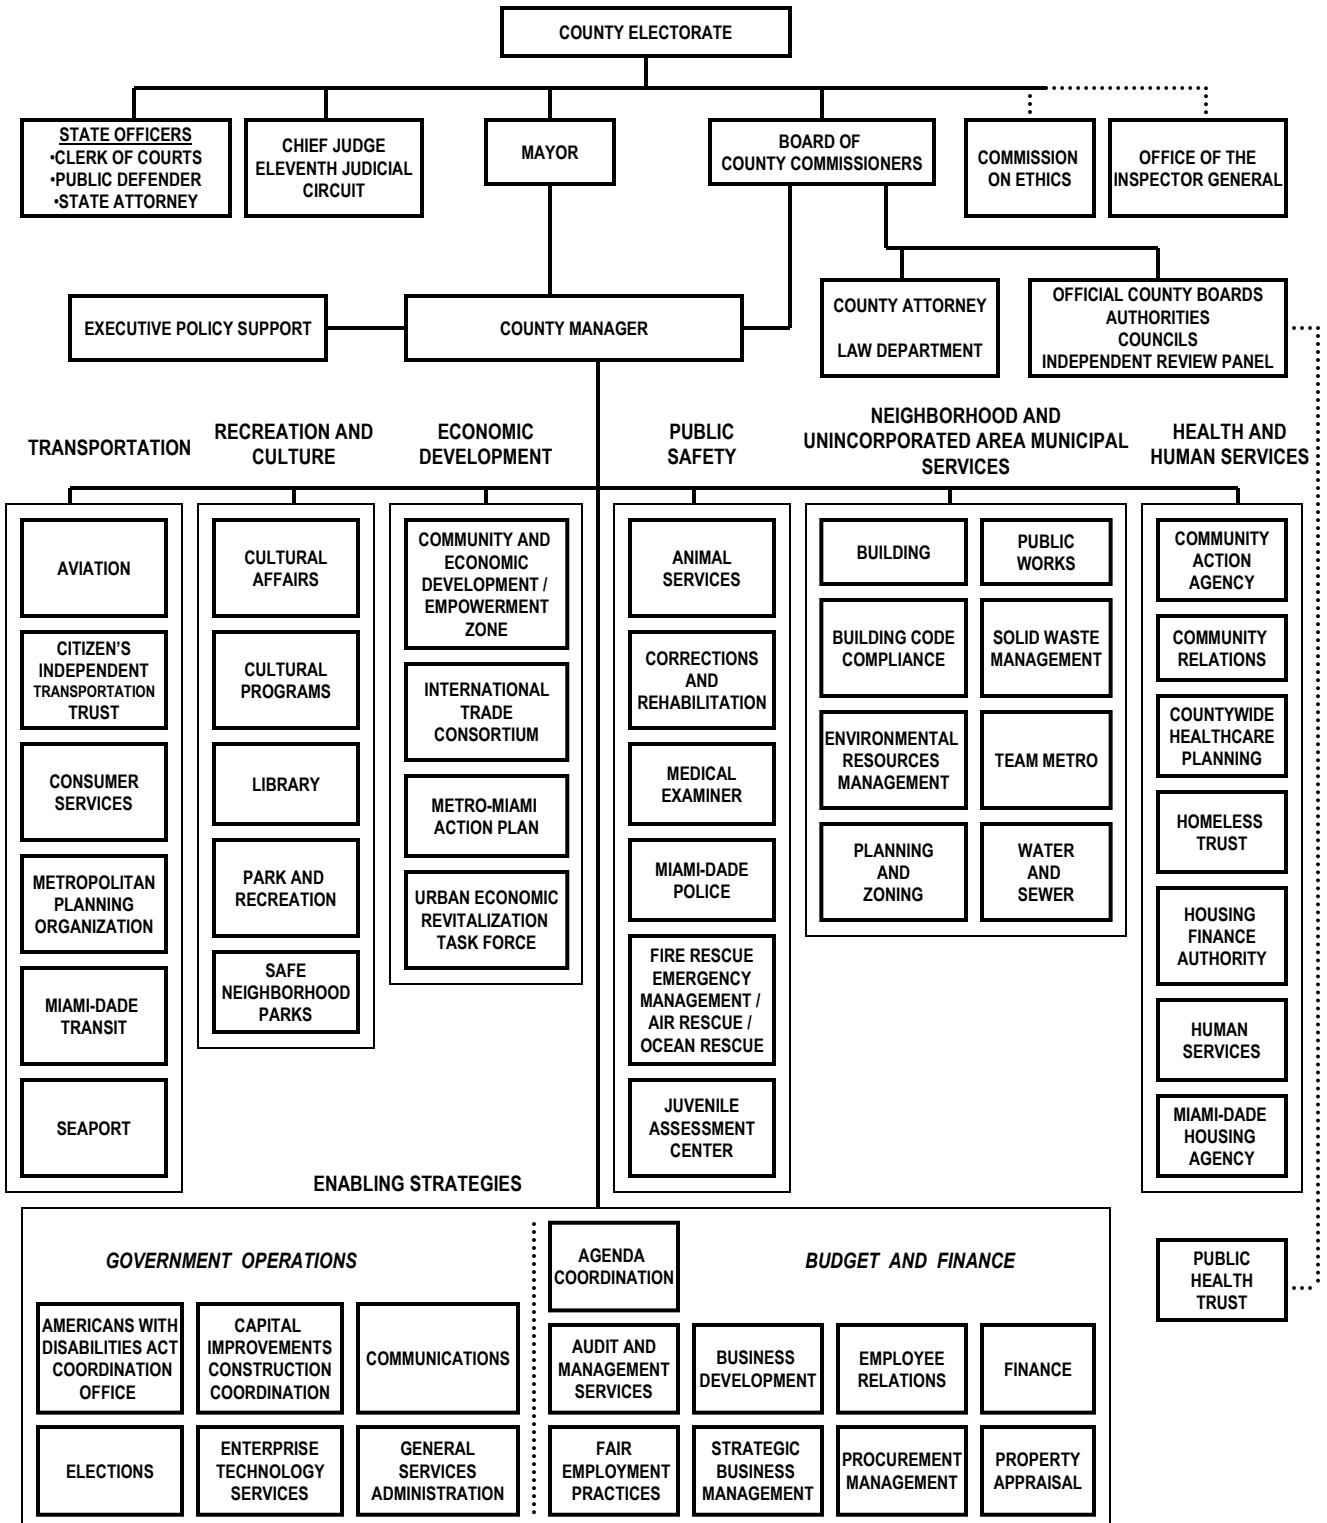 COUNTY ELECTORATE
STATE OFFICERS
•CLERK OF COURTS
•PUBLIC DEFENDER
•STATE ATTORNEY
CHIEF JUDGE
ELEVENTH JUDICIAL
CIRCUIT
MAYOR
BOARD OF
COUNTY COMMISSIONERS
COMMISSION
ON ETHICS
OFFICE OF THE
INSPECTOR GENERAL
EXECUTIVE POLICY SUPPORT
COUNTY MANAGER
COUNTY ATTORNEY
LAW DEPARTMENT
OFFICIAL COUNTY BOARDS
AUTHORITIES
COUNCILS
INDEPENDENT REVIEW PANEL
TRANSPORTATION
AVIATION
CITIZEN'S
INDEPENDENT
TRANSPORTATION
TRUST
CONSUMER
SERVICES
METROPOLITAN
PLANNING
ORGANIZATION
MIAMI-DADE
TRANSIT
SEAPORT
RECREATION AND
CULTURE
CULTURAL
AFFAIRS
CULTURAL
PROGRAMS
LIBRARY
PARK AND
RECREATION
SAFE
NEIGHBORHOOD
PARKS
ECONOMIC
DEVELOPMENT
COMMUNITY AND
ECONOMIC
DEVELOPMENT /
EMPOWERMENT
ZONE
INTERNATIONAL
TRADE
CONSORTIUM
METRO-MIAMI
ACTION PLAN
URBAN ECONOMIC
REVITALIZATION
TASK FORCE
PUBLIC
SAFETY
ANIMAL
SERVICES
CORRECTIONS
AND
REHABILITATION
MEDICAL
EXAMINER
MIAMI-DADE
POLICE
FIRE RESCUE
EMERGENCY
MANAGEMENT /
AIR RESCUE /
OCEAN RESCUE
JUVENILE
ASSESSMENT
CENTER
NEIGHBORHOOD AND
UNINCORPORATED AREA MUNICIPAL
SERVICES
BUILDING
PUBLIC
WORKS
BUILDING CODE
COMPLIANCE
SOLID WASTE
MANAGEMENT
ENVIRONMENTAL
RESOURCES
MANAGEMENT
TEAM METRO
PLANNING
AND
ZONING
WATER
AND
SEWER
HEALTH AND
HUMAN SERVICES
COMMUNITY
ACTION
AGENCY
COMMUNITY
RELATIONS
COUNTYWIDE
HEALTHCARE
PLANNING
HOMELESS
TRUST
HOUSING
FINANCE
AUTHORITY
HUMAN
SERVICES
MIAMI-DADE
HOUSING
AGENCY
PUBLIC
HEALTH
TRUST
ENABLING STRATEGIES
GOVERNMENT OPERATIONS
AMERICANS WITH
DISABILITIES ACT
COORDINATION
OFFICE
CAPITAL
IMPROVEMENTS
CONSTRUCTION
COORDINATION
COMMUNICATIONS
ELECTIONS
ENTERPRISE
TECHNOLOGY
SERVICES
GENERAL
SERVICES
ADMINISTRATION
AGENDA
COORDINATION
BUDGET AND FINANCE
AUDIT AND
MANAGEMENT
SERVICES
BUSINESS
DEVELOPMENT
EMPLOYEE
RELATIONS
FINANCE
FAIR
EMPLOYMENT
PRACTICES
STRATEGIC
BUSINESS
MANAGEMENT
PROCUREMENT
MANAGEMENT
PROPERTY
APPRAISAL